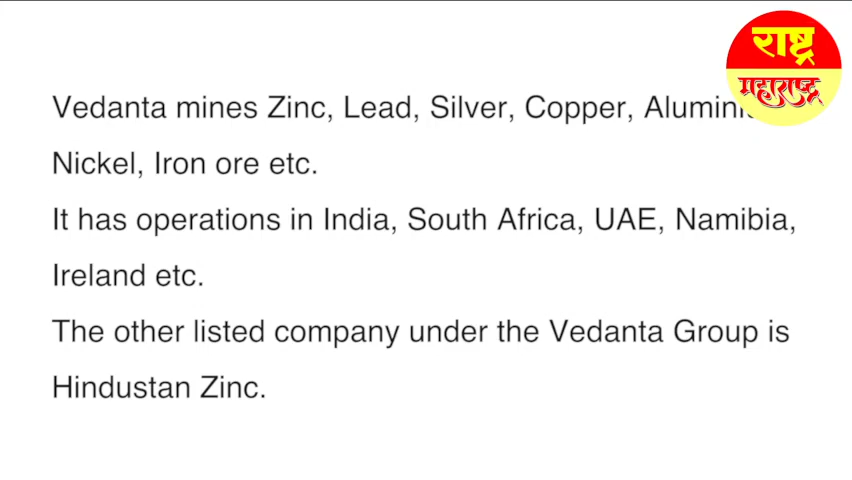 राष्ट्र
महाराष्ट्र
Vedanta mines Zinc, Lead, Silver, Copper,
Nickel, Iron ore etc.
It has operations in India, South Africa, UAE, Namibia,
Ireland etc.
The other listed company under the Vedanta Group is
Hindustan Zinc.